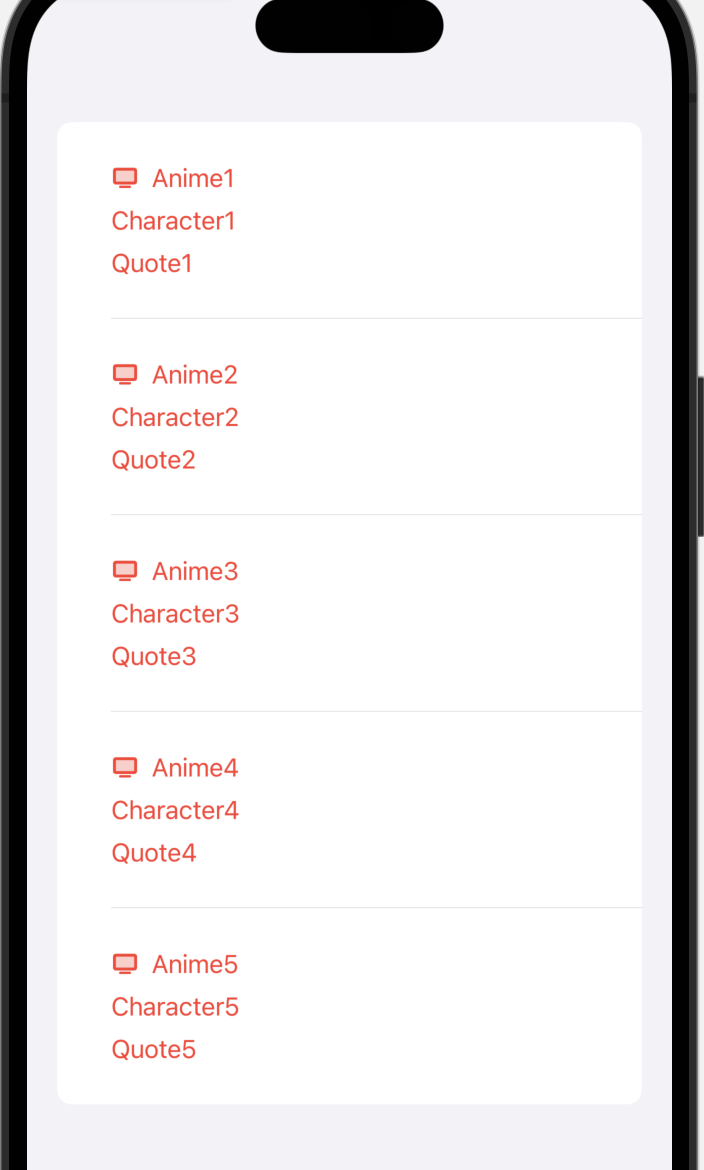 Anime1
Character1
Quote1
Anime2
Character2
Quote2
Anime3
Character3
Quote3
Anime4
Character4
Quote4
Anime5
Character5
Quote5